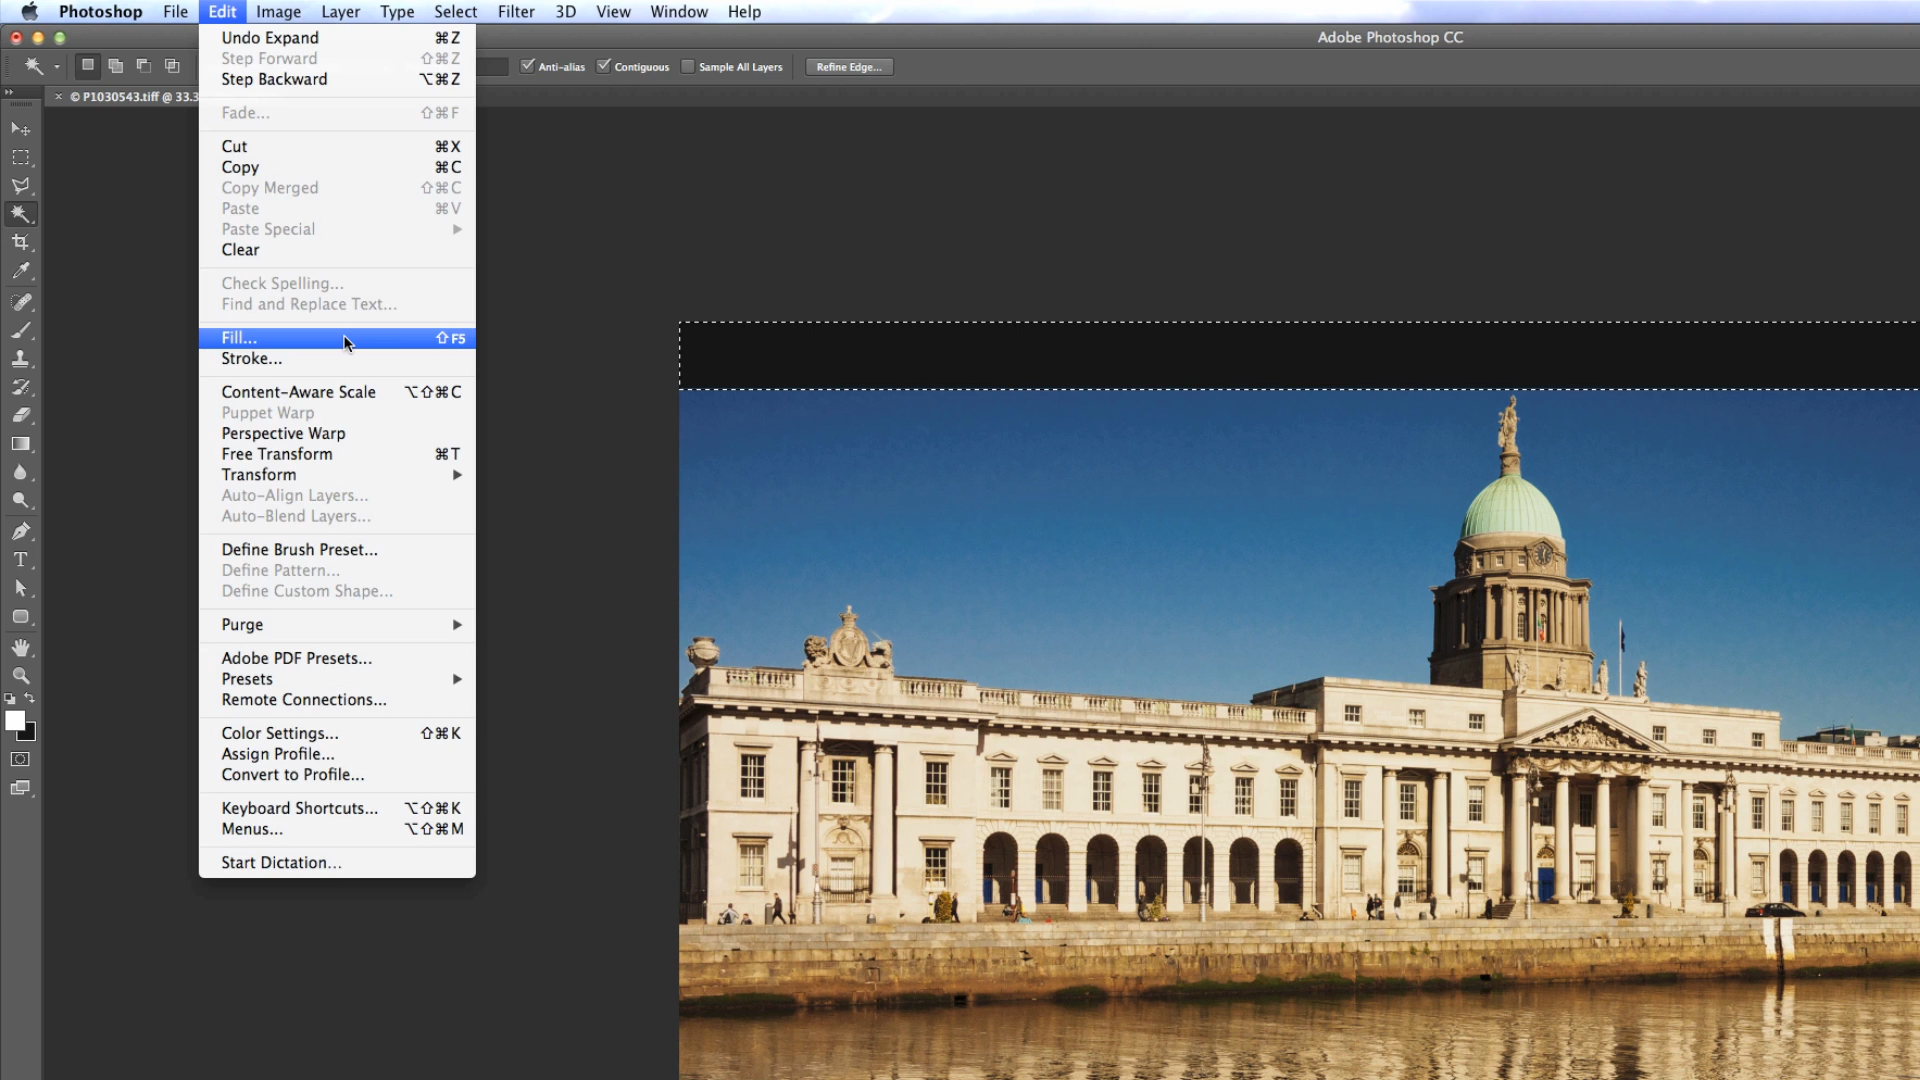 Photoshop File Edit Image Layer Type Select Filter 3D View Window Help
Adobe Photoshop CC
Anti-alias Contiguous Sample All Layers Refine Edge...
× © P1030543.tiff @ 33.3
Undo Expand ⌘Z
Step Forward ⇧⌘Z
Step Backward ⌥⌘Z
Fade... ⇧⌘F
Cut ⌘X
Copy ⌘C
Copy Merged ⇧⌘C
Paste ⌘V
Paste Special ▶
Clear
Check Spelling...
Find and Replace Text...
Fill... ⇧F5
Stroke...
Content-Aware Scale ⌥⇧⌘C
Puppet Warp
Perspective Warp
Free Transform ⌘T
Transform ▶
Auto-Align Layers...
Auto-Blend Layers...
Define Brush Preset...
Define Pattern...
Define Custom Shape...
Purge ▶
Adobe PDF Presets...
Presets ▶
Remote Connections...
Color Settings... ⇧⌘K
Assign Profile...
Convert to Profile...
Keyboard Shortcuts... ⌥⇧⌘K
Menus... ⌥⇧⌘M
Start Dictation...